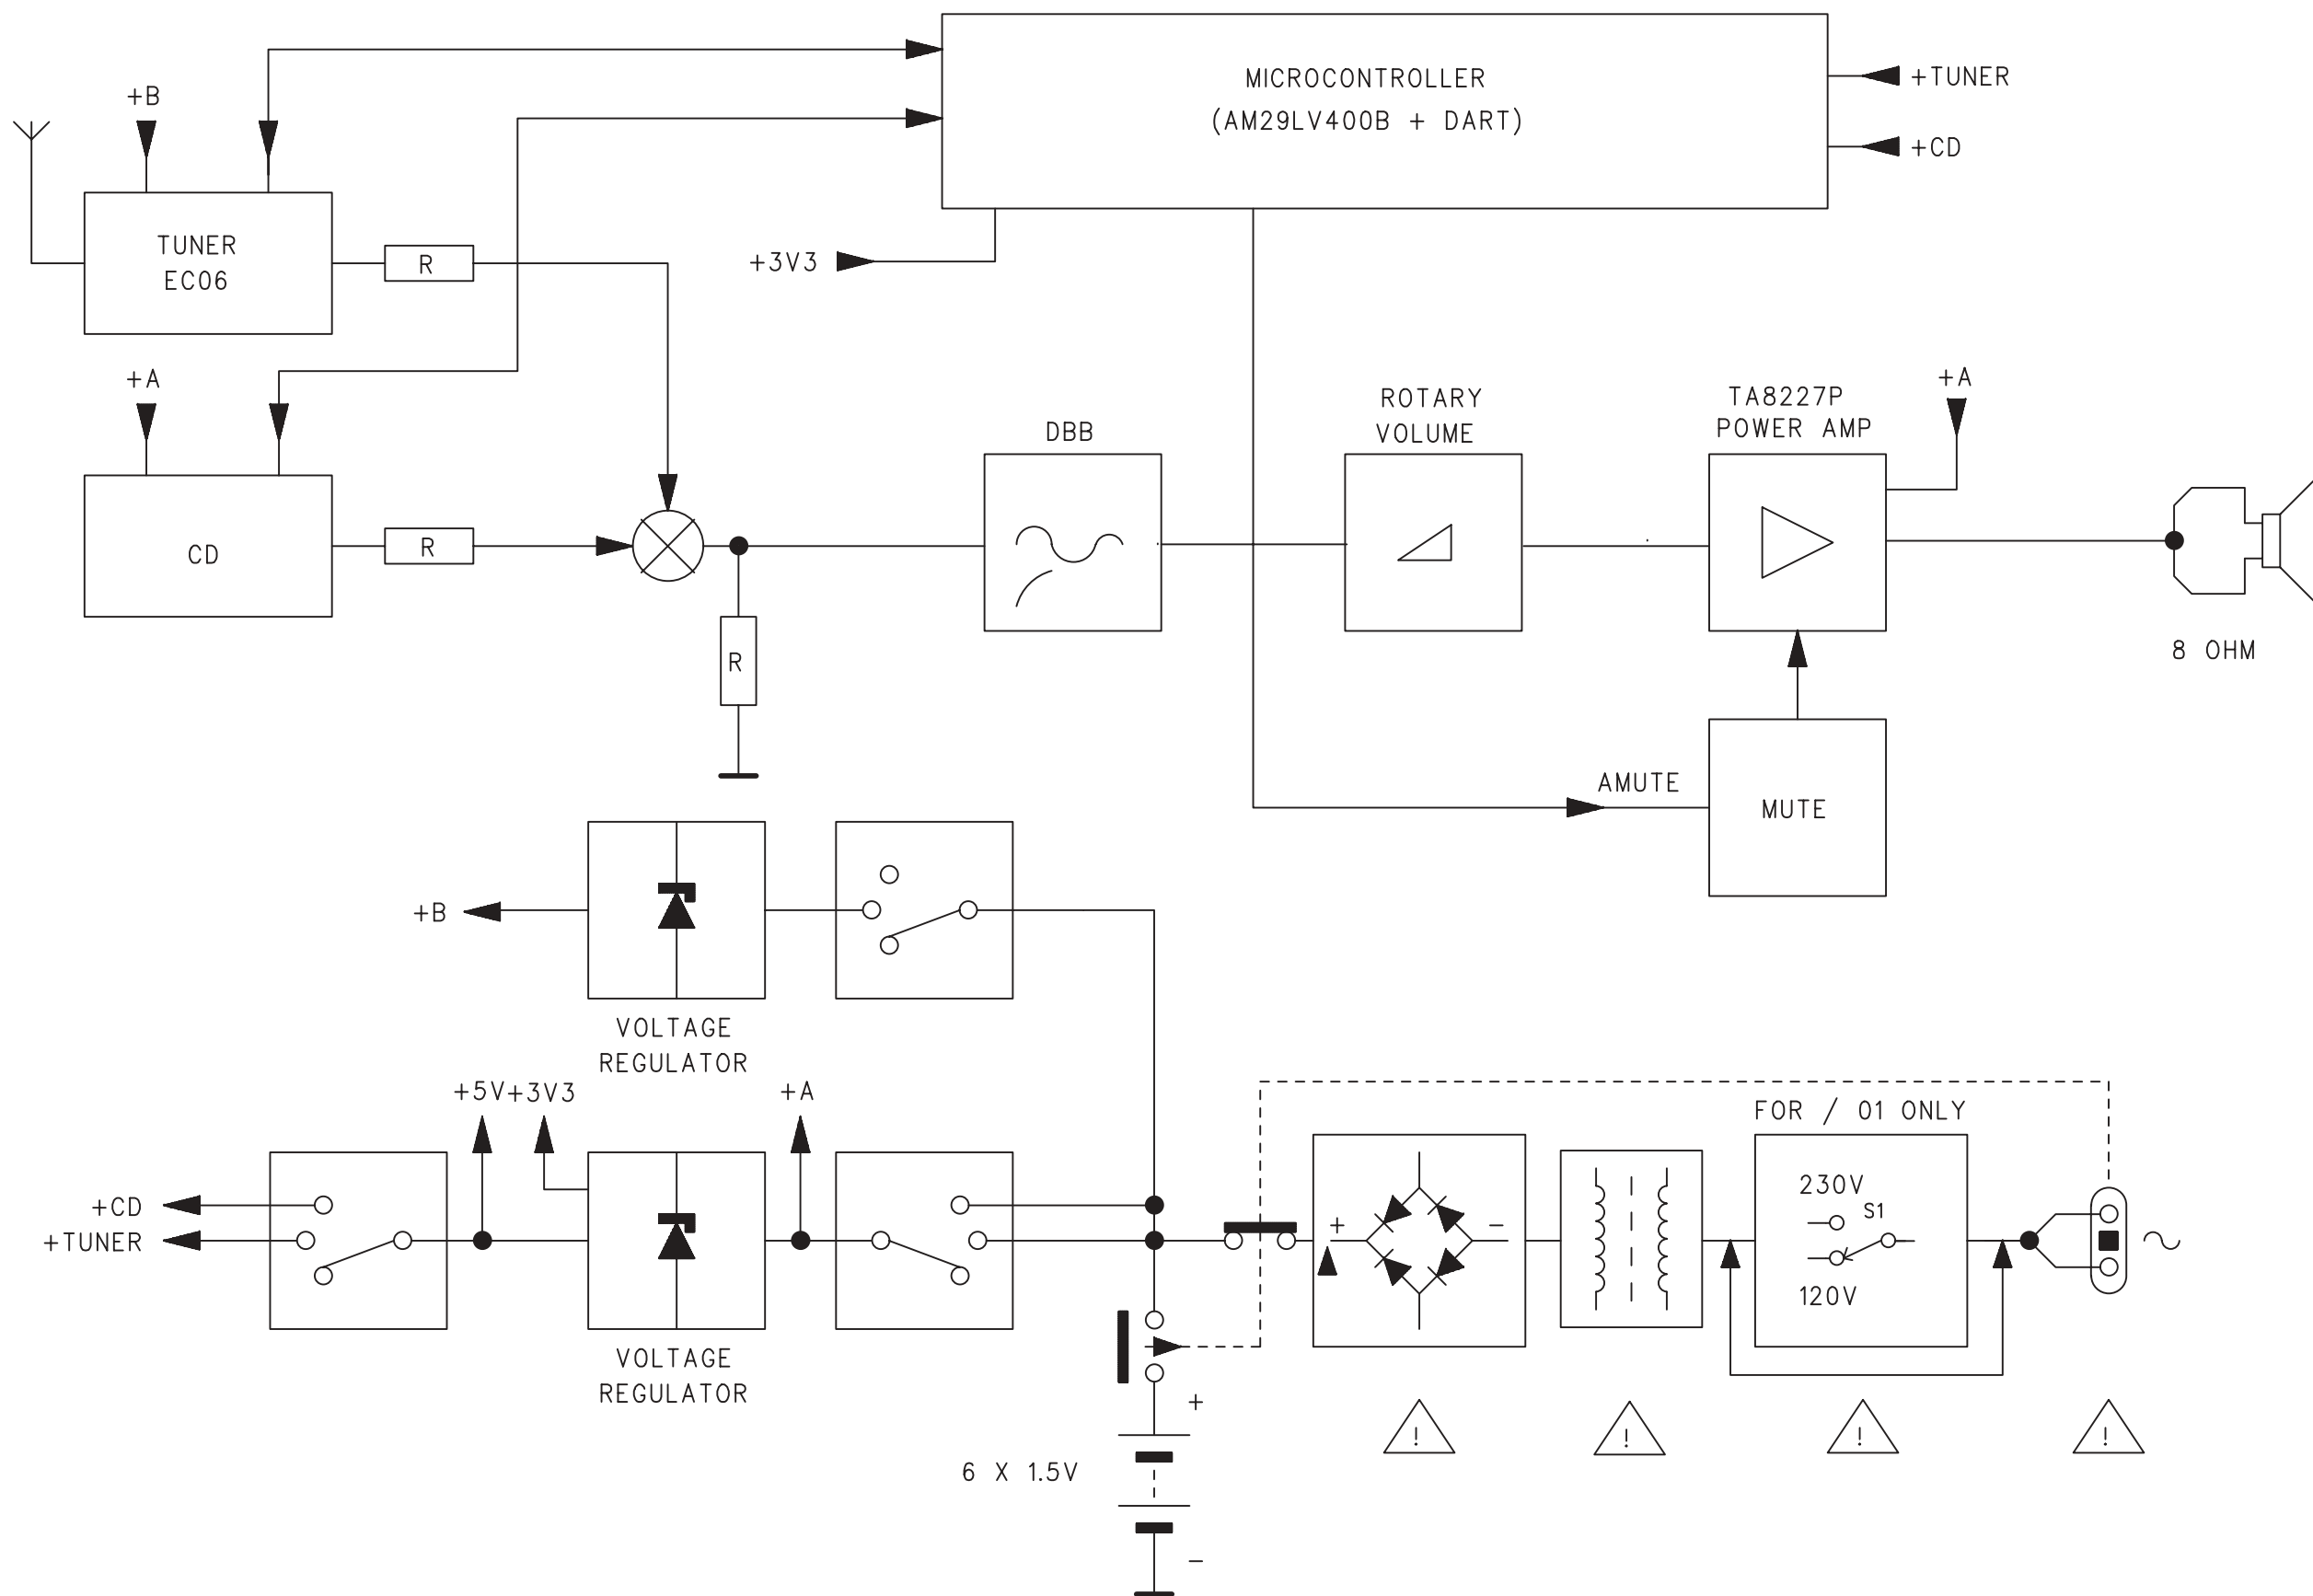 MICROCONTROLLER
(AM29LV400B + DART)
+TUNER
+CD
+B
TUNER
EC06
R
+3V3
+A
CD
R
R
DBB
ROTARY
VOLUME
TA8227P
POWER AMP
+A
8 OHM
AMUTE
MUTE
+B
VOLTAGE
REGULATOR
+5V
+3V3
+A
+CD
+TUNER
VOLTAGE
REGULATOR
FOR / 01 ONLY
230V
S1
120V
+
-
!
!
!
!
+
6 X 1.5V
-